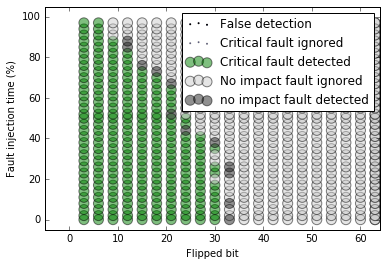 False detection
Critical fault ignored
Critical fault detected
No impact fault ignored
no impact fault detected
100
80
60
40
20
0
Fault injection time (%)
0
10
20
30
40
50
60
Flipped bit